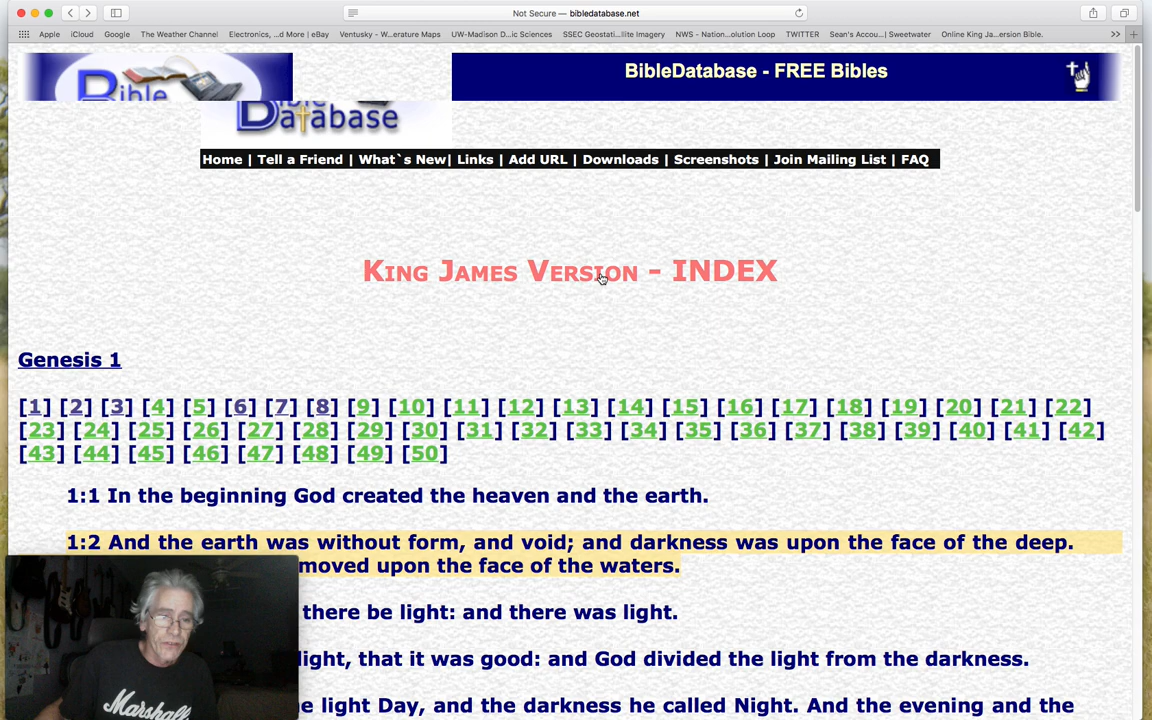 Not Secure — bibledatabase.net
Apple iCloud Google The Weather Channel Electronics, ...d More | eBay Ventusky - W...erature Maps UW-Madison D...ic Sciences SSEC Geostati...llite Imagery NWS - Nation...olution Loop TWITTER Sean's Accou...| Sweetwater Online King Ja...ersion Bible. >>
Bible
BibleDatabase - FREE Bibles
Database
Home | Tell a Friend | What`s New| Links | Add URL | Downloads | Screenshots | Join Mailing List | FAQ
King James Version - INDEX
Genesis 1
[1] [2] [3] [4] [5] [6] [7] [8] [9] [10] [11] [12] [13] [14] [15] [16] [17] [18] [19] [20] [21] [22]
[23] [24] [25] [26] [27] [28] [29] [30] [31] [32] [33] [34] [35] [36] [37] [38] [39] [40] [41] [42]
[43] [44] [45] [46] [47] [48] [49] [50]
1:1 In the beginning God created the heaven and the earth.
1:2 And the earth was without form, and void; and darkness was upon the face of the deep.
moved upon the face of the waters.
there be light: and there was light.
light, that it was good: and God divided the light from the darkness.
light Day, and the darkness he called Night. And the evening and the
Marshall